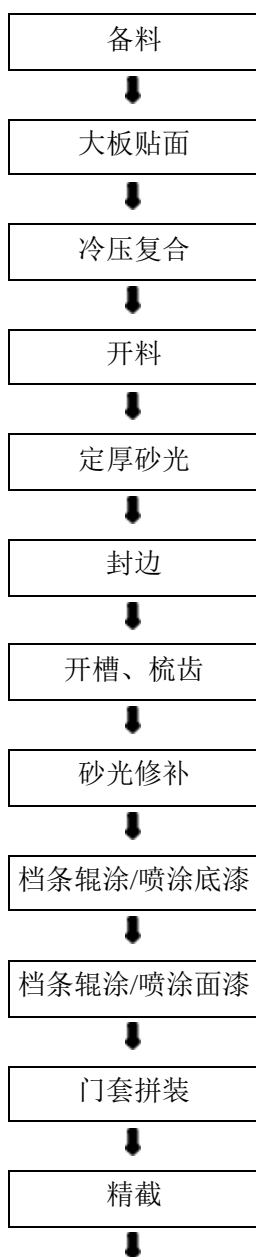 备料
大板贴面
冷压复合
开料
定厚砂光
封边
开槽、梳齿
砂光修补
档条辊涂/喷涂底漆
档条辊涂/喷涂面漆
门套拼装
精截